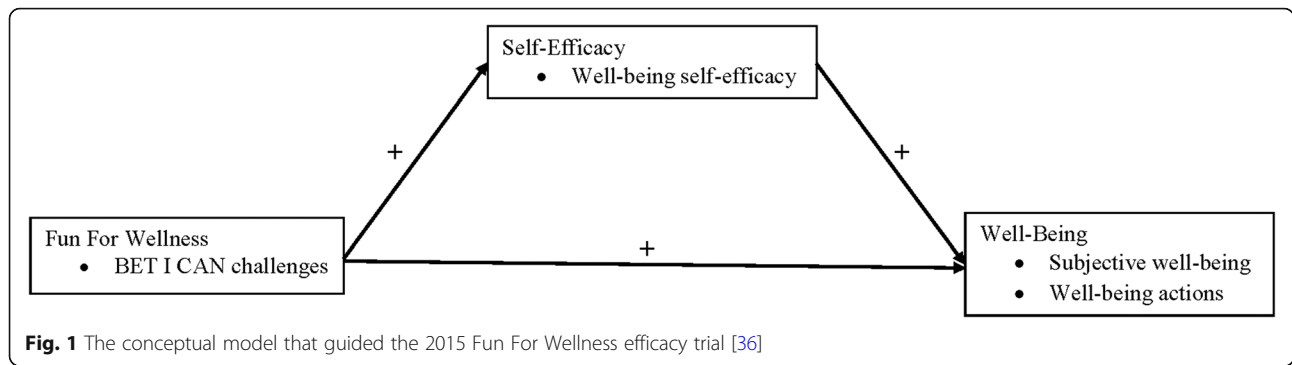 Self-Efficacy
• Well-being self-efficacy
+
+
Fun For Wellness
• BET I CAN challenges
+
Well-Being
• Subjective well-being
• Well-being actions
Fig. 1 The conceptual model that guided the 2015 Fun For Wellness efficacy trial [36]